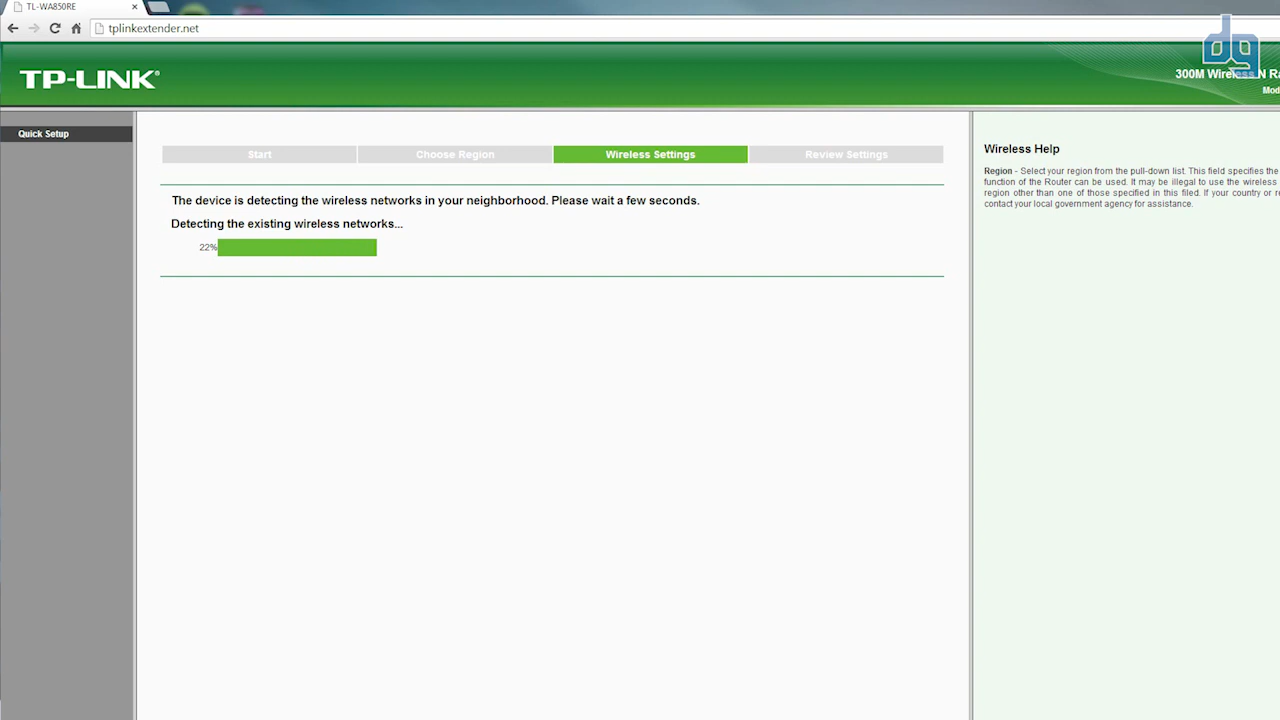 TL-WA850RE
tplinkextender.net
dg
TP-LINK
300M Wireless N
Quick Setup
Start
Choose Region
Wireless Settings
Review Settings
The device is detecting the wireless networks in your neighborhood. Please wait a few seconds.
Detecting the existing wireless networks...
22%
Wireless Help
Region - Select your region from the pull-down list. This field specifies the
function of the Router can be used. It may be illegal to use the wireless
region other than one of those specified in this filed. If your country or
contact your local government agency for assistance.